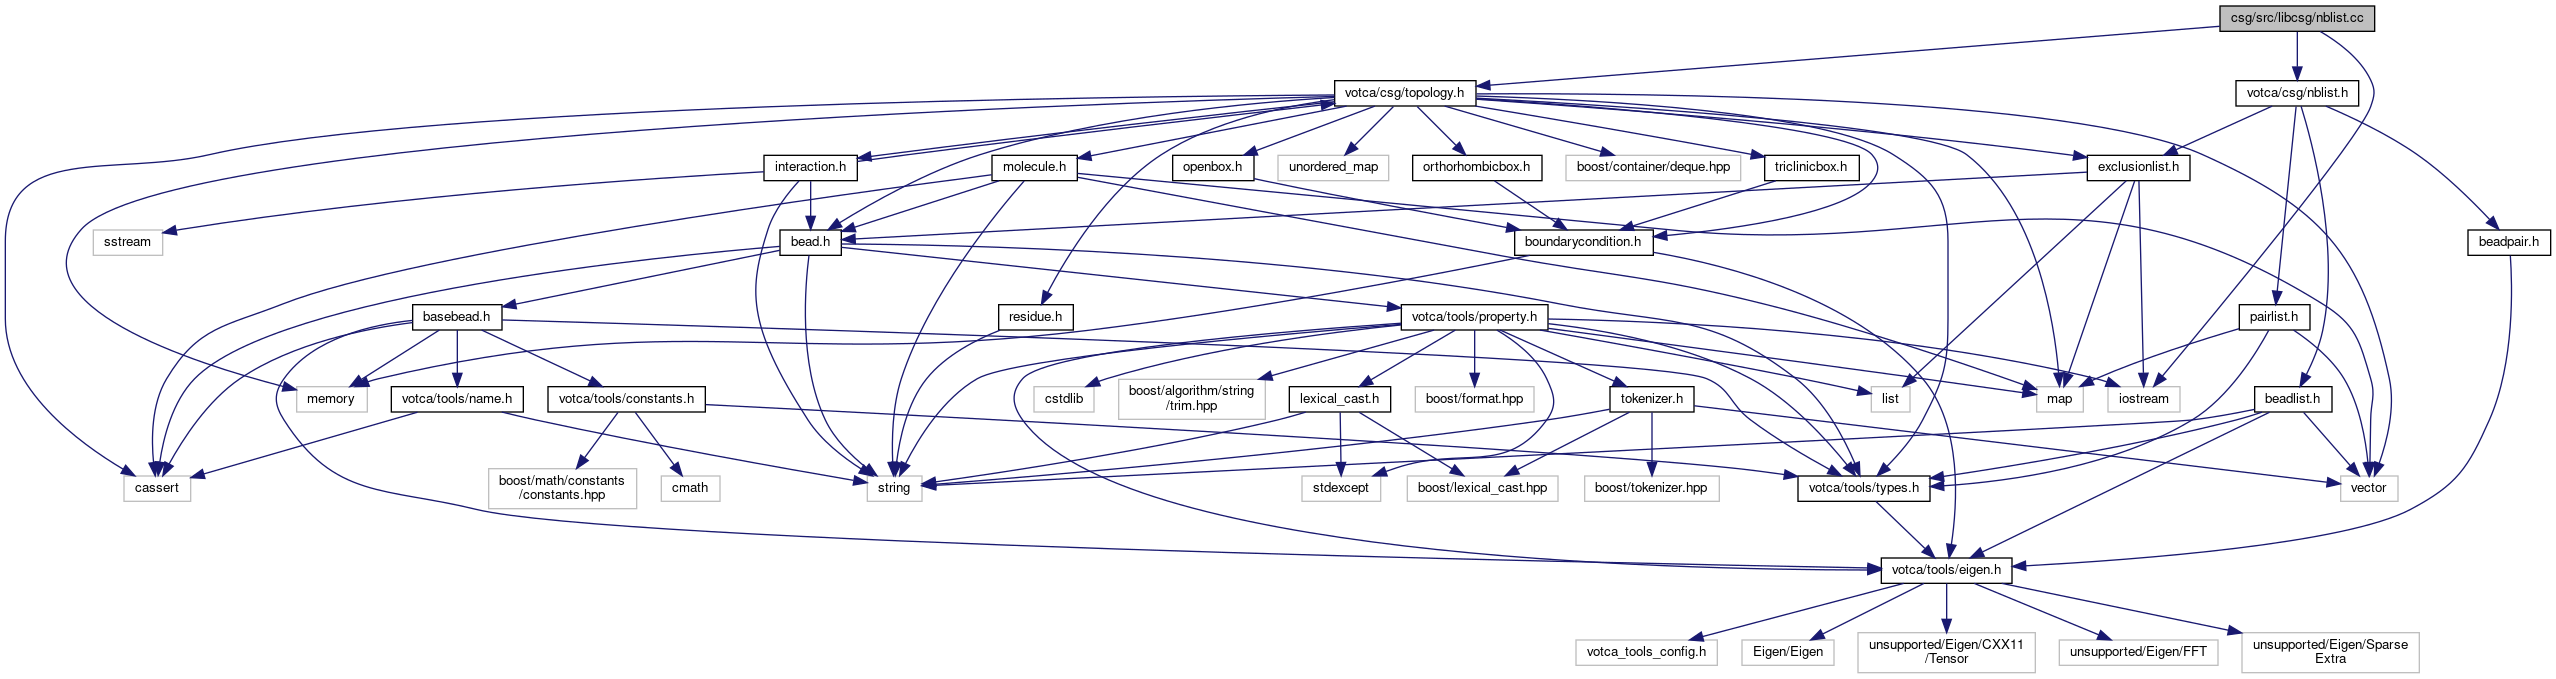 csg/src/libcsg/nblist.cc
votca/csg/topology.h
votca/csg/nblist.h
interaction.h
molecule.h
openbox.h
unordered_map
orthorhombicbox.h
boost/container/deque.hpp
triclinicbox.h
exclusionlist.h
sstream
bead.h
boundarycondition.h
beadpair.h
basebead.h
residue.h
votca/tools/property.h
pairlist.h
memory
votca/tools/name.h
votca/tools/constants.h
cstdlib
boost/algorithm/string
/trim.hpp
lexical_cast.h
boost/format.hpp
tokenizer.h
list
map
iostream
beadlist.h
cassert
boost/math/constants
/constants.hpp
cmath
string
stdexcept
boost/lexical_cast.hpp
boost/tokenizer.hpp
votca/tools/types.h
vector
votca/tools/eigen.h
votca_tools_config.h
Eigen/Eigen
unsupported/Eigen/CXX11
/Tensor
unsupported/Eigen/FFT
unsupported/Eigen/Sparse
Extra